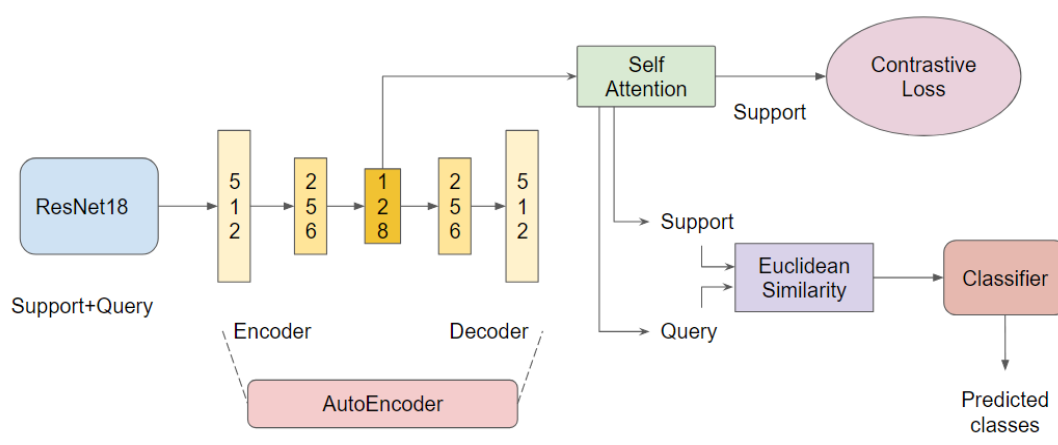 Self
Attention
Contrastive
Loss
Support
ResNet18
5
1
2
2
5
6
1
2
8
2
5
6
5
1
2
Support+Query
Encoder
Decoder
AutoEncoder
Support
Query
Euclidean
Similarity
Classifier
Predicted
classes